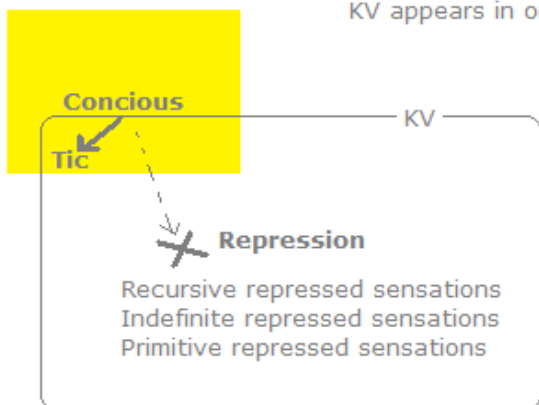 KV appears in
Concious
KV
Tic
Repression
Recursive repressed sensations
Indefinite repressed sensations
Primitive repressed sensations